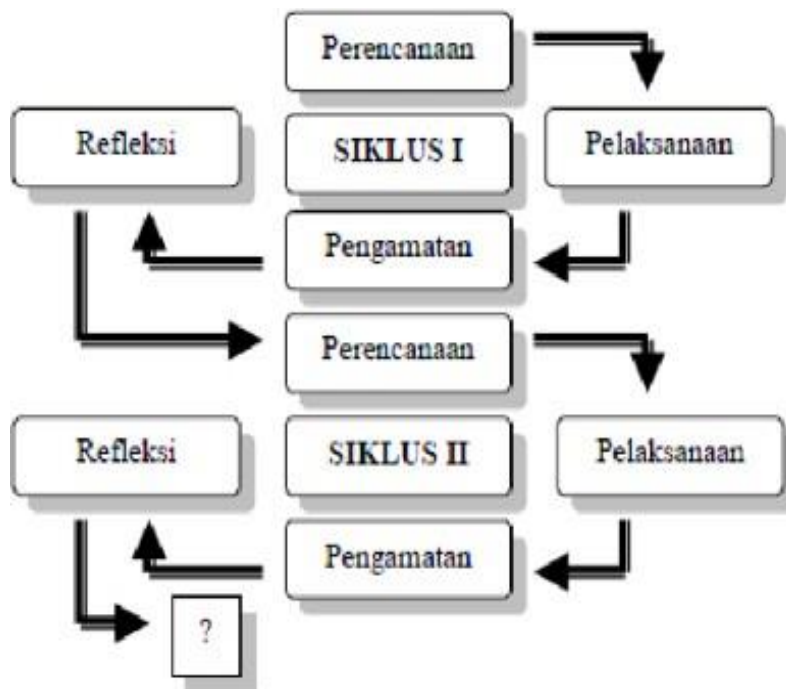 Perencanaan
Refleksi
SIKLUS I
Pelaksanaan
Pengamatan
Perencanaan
Refleksi
SIKLUS II
Pelaksanaan
Pengamatan
?